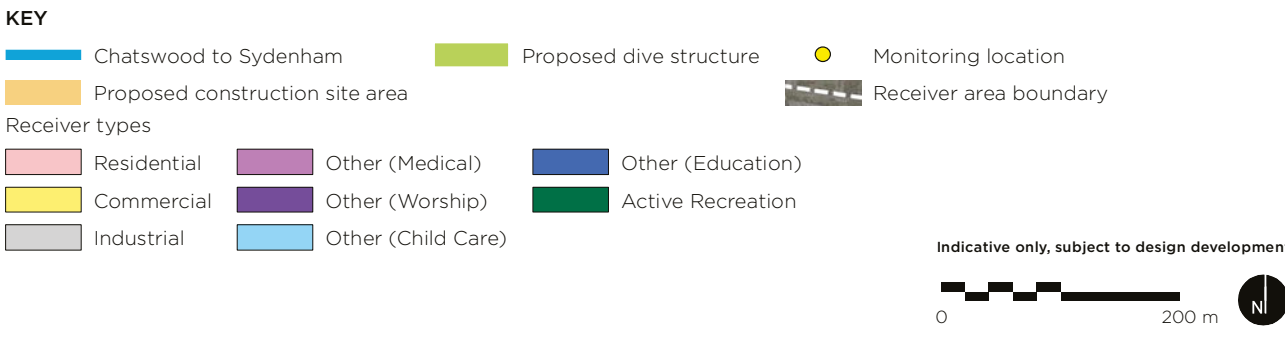 KEY
Chatswood to Sydenham Proposed dive structure Monitoring location
Proposed construction site area Receiver area boundary
Receiver types
Residential Other (Medical) Other (Education)
Commercial Other (Worship) Active Recreation
Industrial Other (Child Care)
Indicative only, subject to design development
0 200 m N